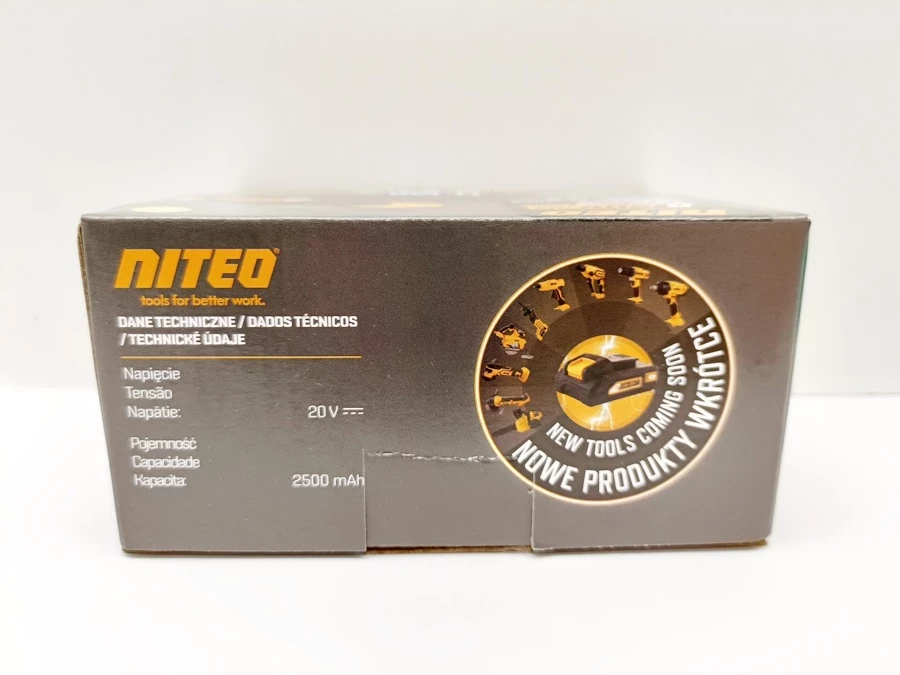 NITEO
tools for better work.
DANE TECHNICZNE / DADOS TÉCNICOS
/ TECHNICKÉ ÚDAJE
Napięcie
Tensão
Napätie: 20 V
Pojemność
Capacidade
Kapacita: 2500 mAh
NEW TOOLS COMING SOON
NOWE PRODUKTY WKRÓTCE